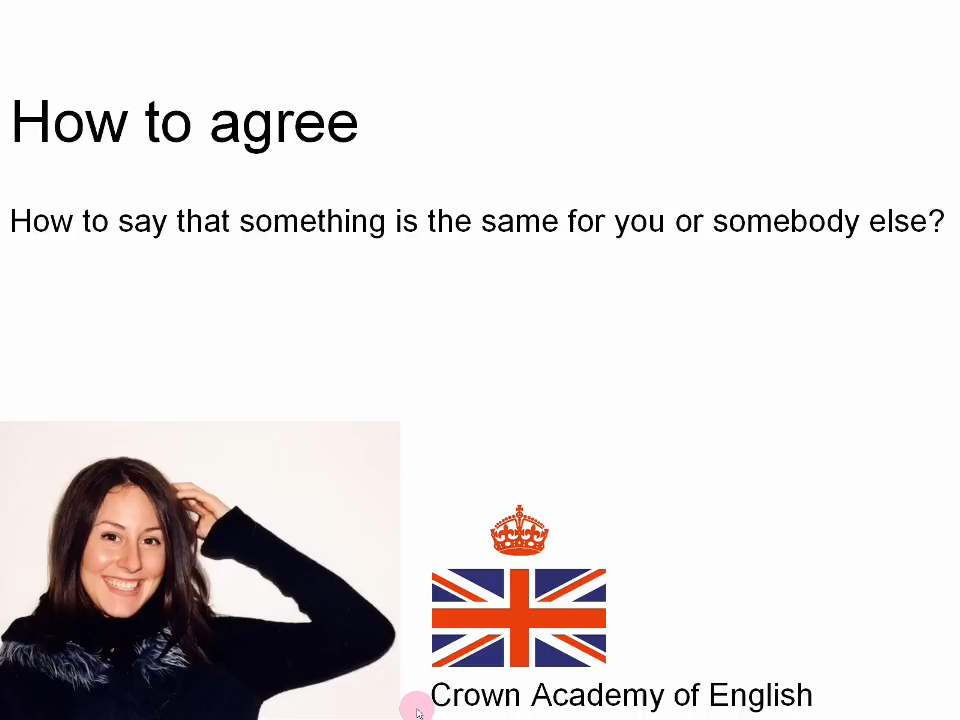 How to agree
How to say that something is the same for you or somebody else?
Crown Academy of English